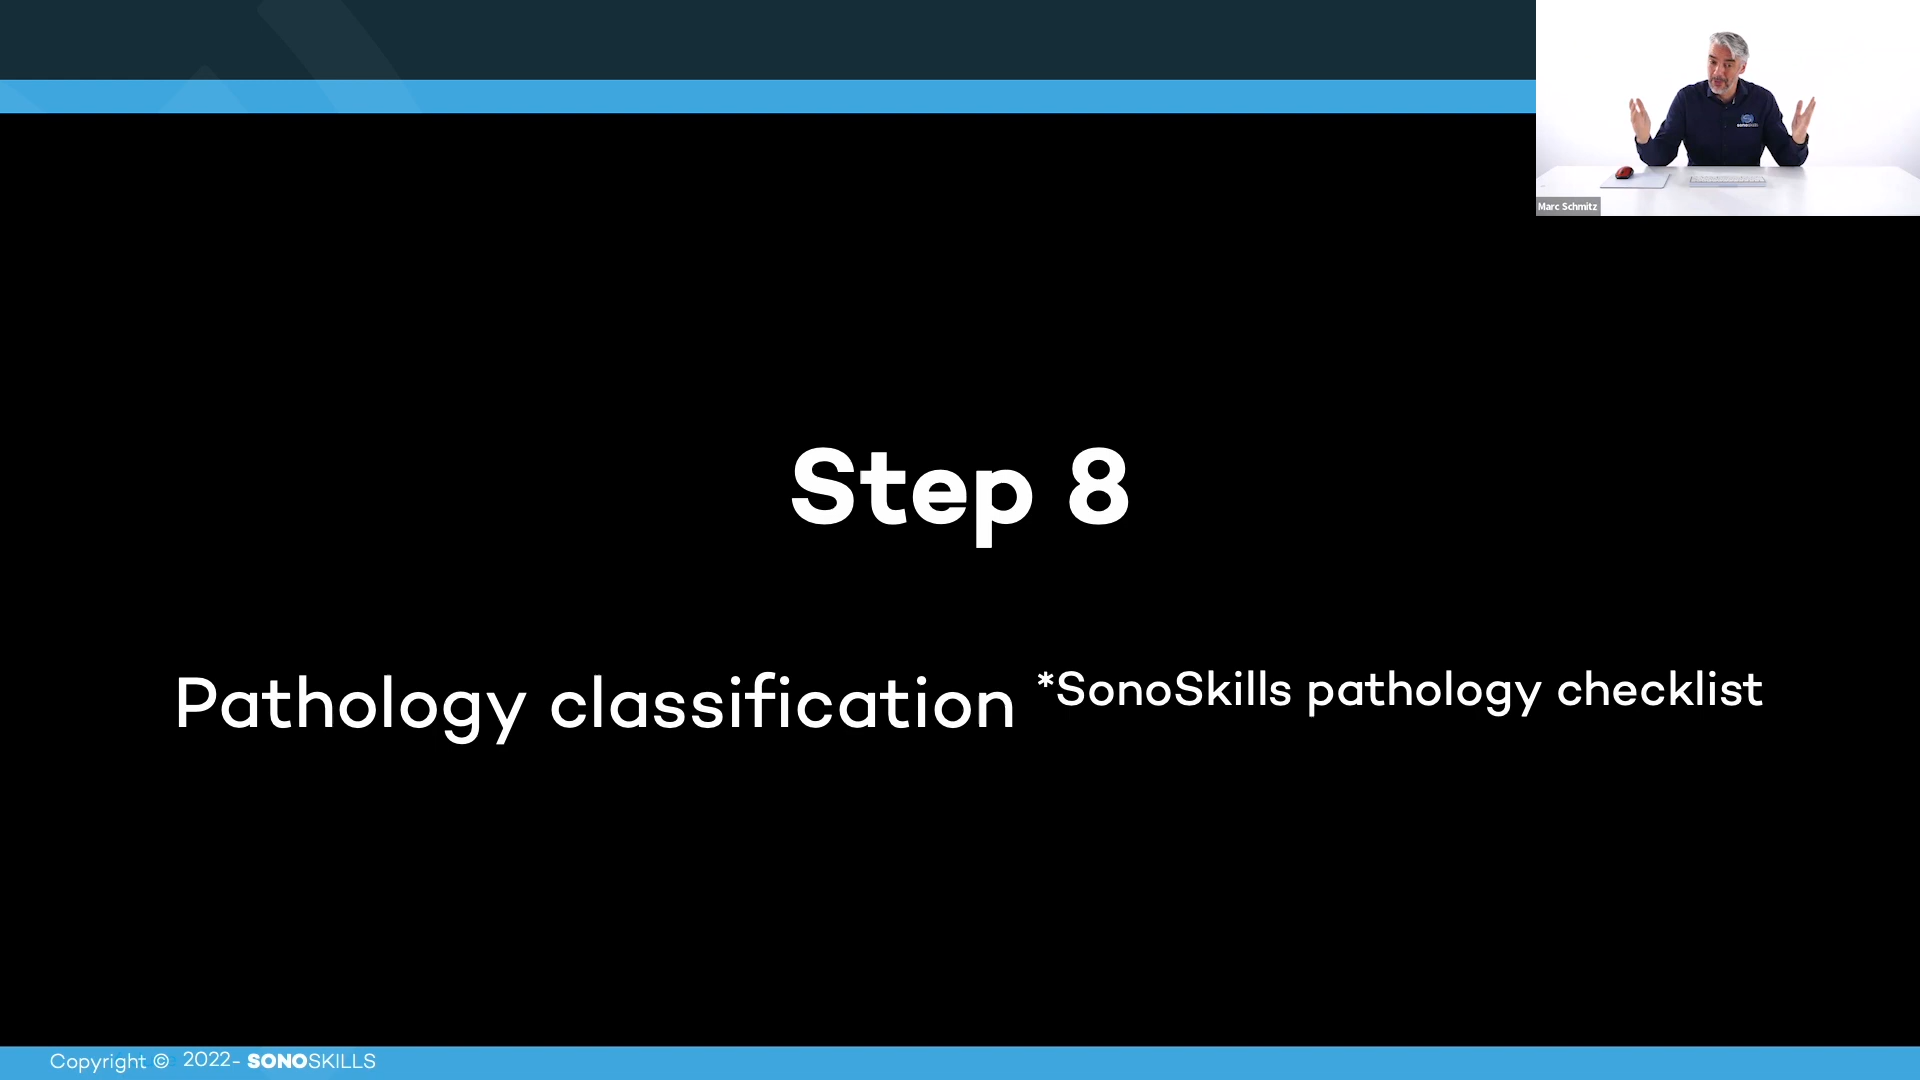 Marc Schmitz
Step 8
Pathology classification *SonoSkills pathology checklist
Copyright © 2022- SONOSKILLS